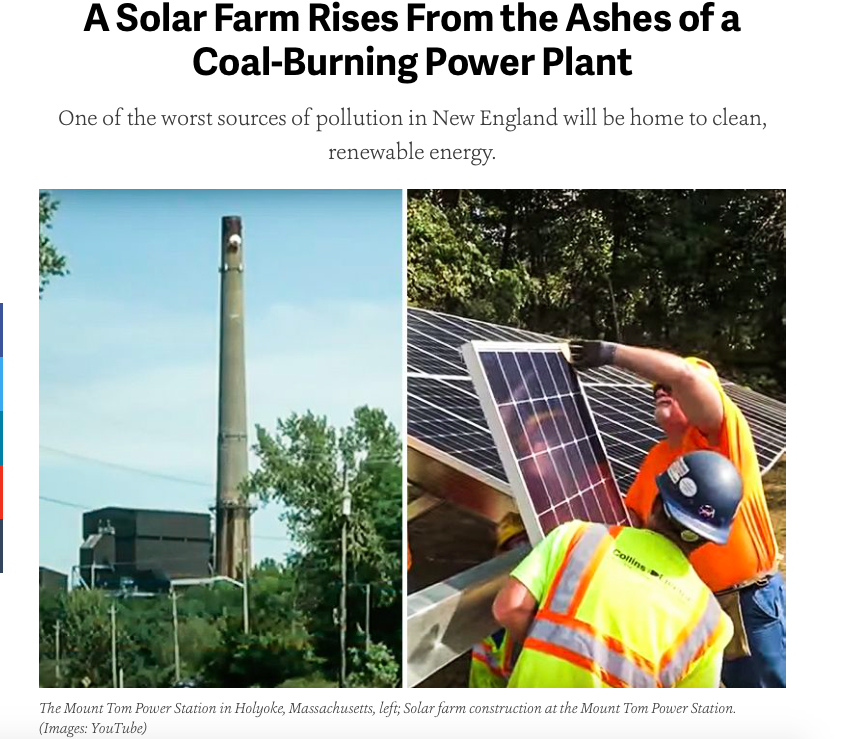 A Solar Farm Rises From the Ashes of a
Coal-Burning Power Plant
One of the worst sources of pollution in New England will be home to clean,
renewable energy.
Collins
The Mount Tom Power Station in Holyoke, Massachusetts, left; Solar farm construction at the Mount Tom Power Station.
(Images: YouTube)